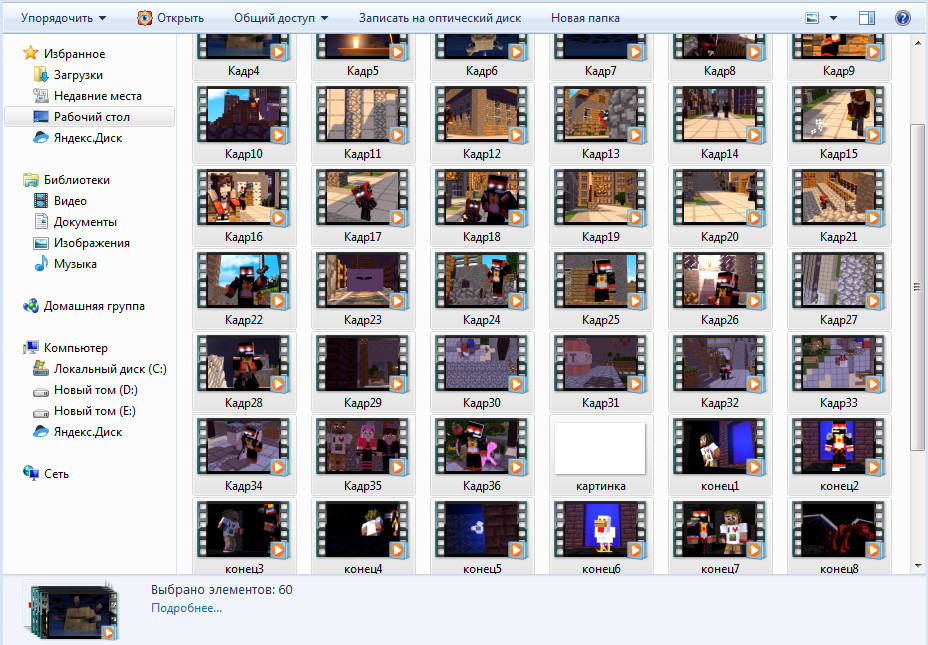 Упорядочить Открыть Общий доступ Записать на оптический диск Новая папка
Избранное
Загрузки
Недавние места
Рабочий стол
Яндекс.Диск
Библиотеки
Видео
Документы
Изображения
Музыка
Домашняя группа
Компьютер
Локальный диск (C:)
Новый том (D:)
Новый том (E:)
Яндекс.Диск
Сеть
Кадр4 Кадр5 Кадр6 Кадр7 Кадр8 Кадр9
Кадр10 Кадр11 Кадр12 Кадр13 Кадр14 Кадр15
Кадр16 Кадр17 Кадр18 Кадр19 Кадр20 Кадр21
Кадр22 Кадр23 Кадр24 Кадр25 Кадр26 Кадр27
Кадр28 Кадр29 Кадр30 Кадр31 Кадр32 Кадр33
Кадр34 Кадр35 Кадр36 картинка конец1 конец2
конец3 конец4 конец5 конец6 конец7 конец8
Выбрано элементов: 60
Подробнее...